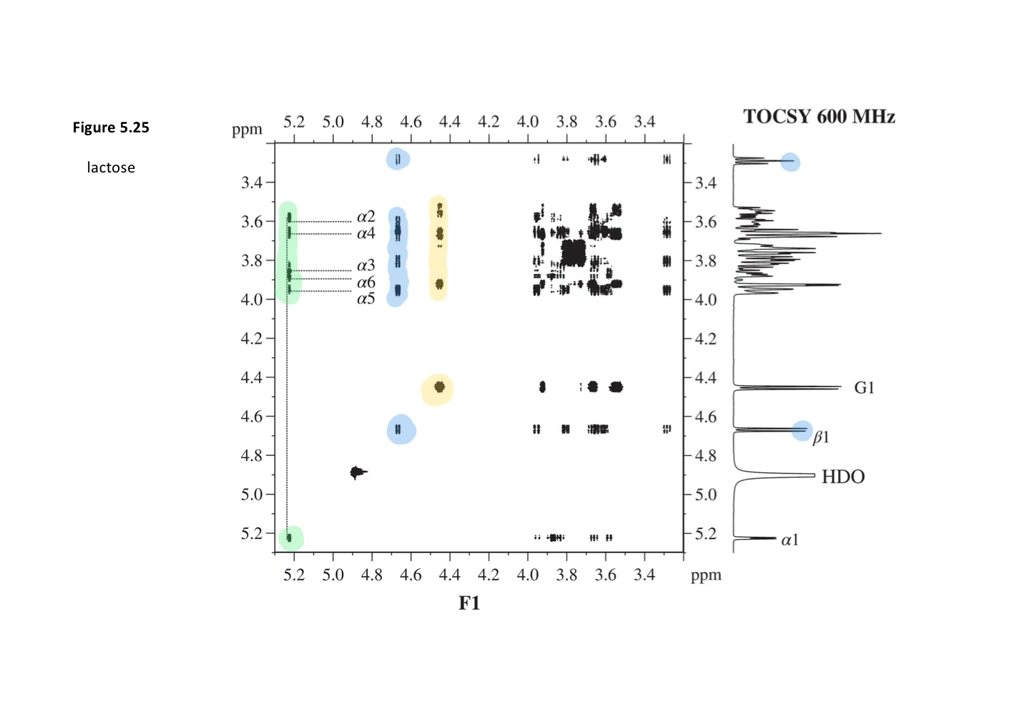 Figure 5.25
lactose
TOCSY 600 MHz
ppm 5.2 5.0 4.8 4.6 4.4 4.2 4.0 3.8 3.6 3.4
3.4 3.4
3.6 α2 3.6
α4
3.8 α3 3.8
α6
4.0 α5 4.0
4.2 4.2
4.4 4.4 G1
4.6 4.6
β1
4.8 4.8 HDO
5.0 5.0
5.2 5.2 α1
5.2 5.0 4.8 4.6 4.4 4.2 4.0 3.8 3.6 3.4 ppm
F1